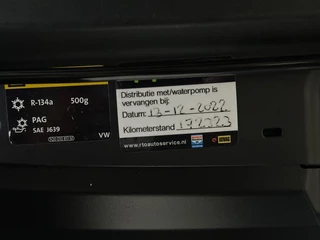 R-134a 500g
PAG
SAE J639
VW
Distributie met/waterpomp is
vervangen bij:
Datum: 13-12-2022
Kilometerstand 172323
www.rtoautoservice.nl